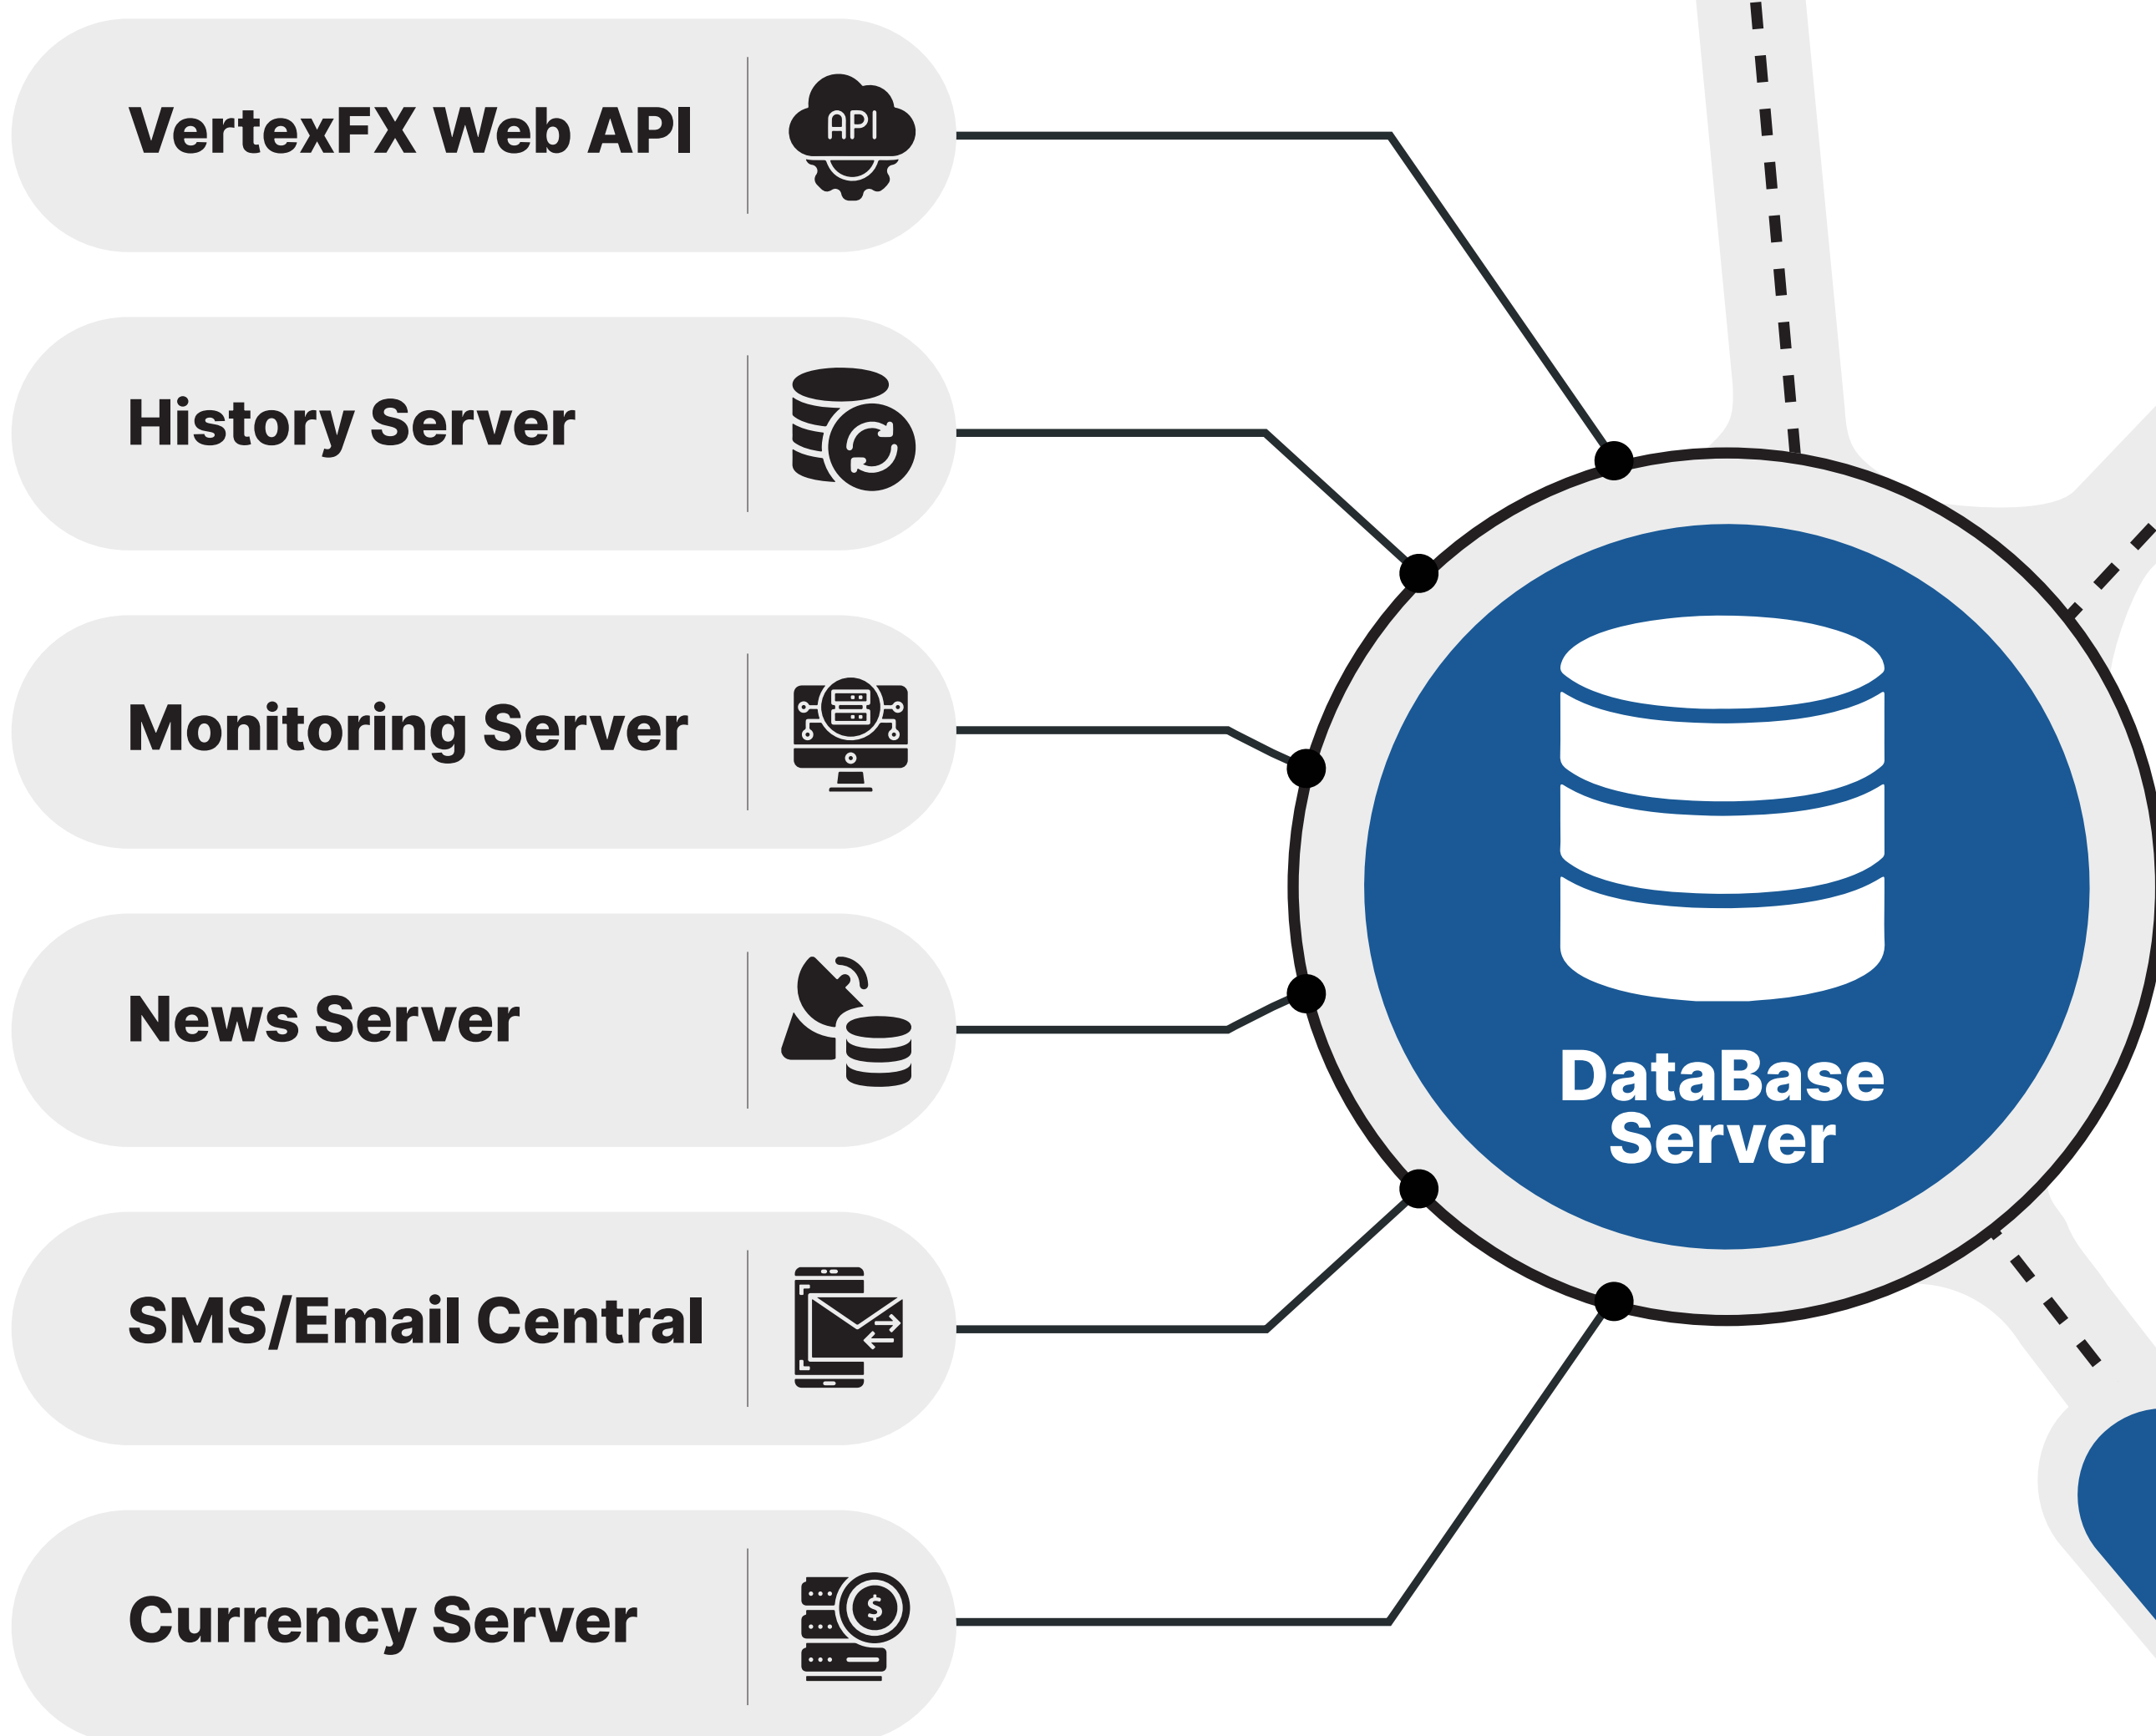 VertexFX Web API
API
History Server
Monitoring Server
News Server
SMS/Email Central
Currency Server
$
DataBase
Server